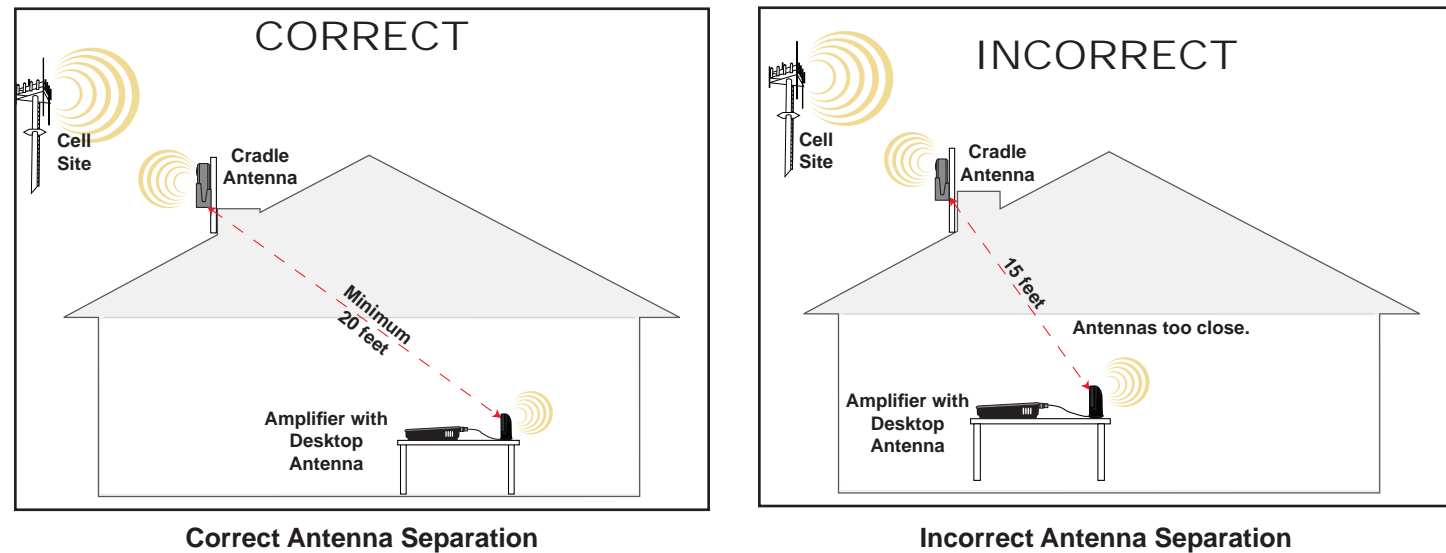 CORRECT
Cell
Site
Cradle
Antenna
Minimum
20 feet
Amplifier with
Desktop
Antenna
Correct Antenna Separation
INCORRECT
Cell
Site
Cradle
Antenna
15 feet
Antennas too close.
Amplifier with
Desktop
Antenna
Incorrect Antenna Separation